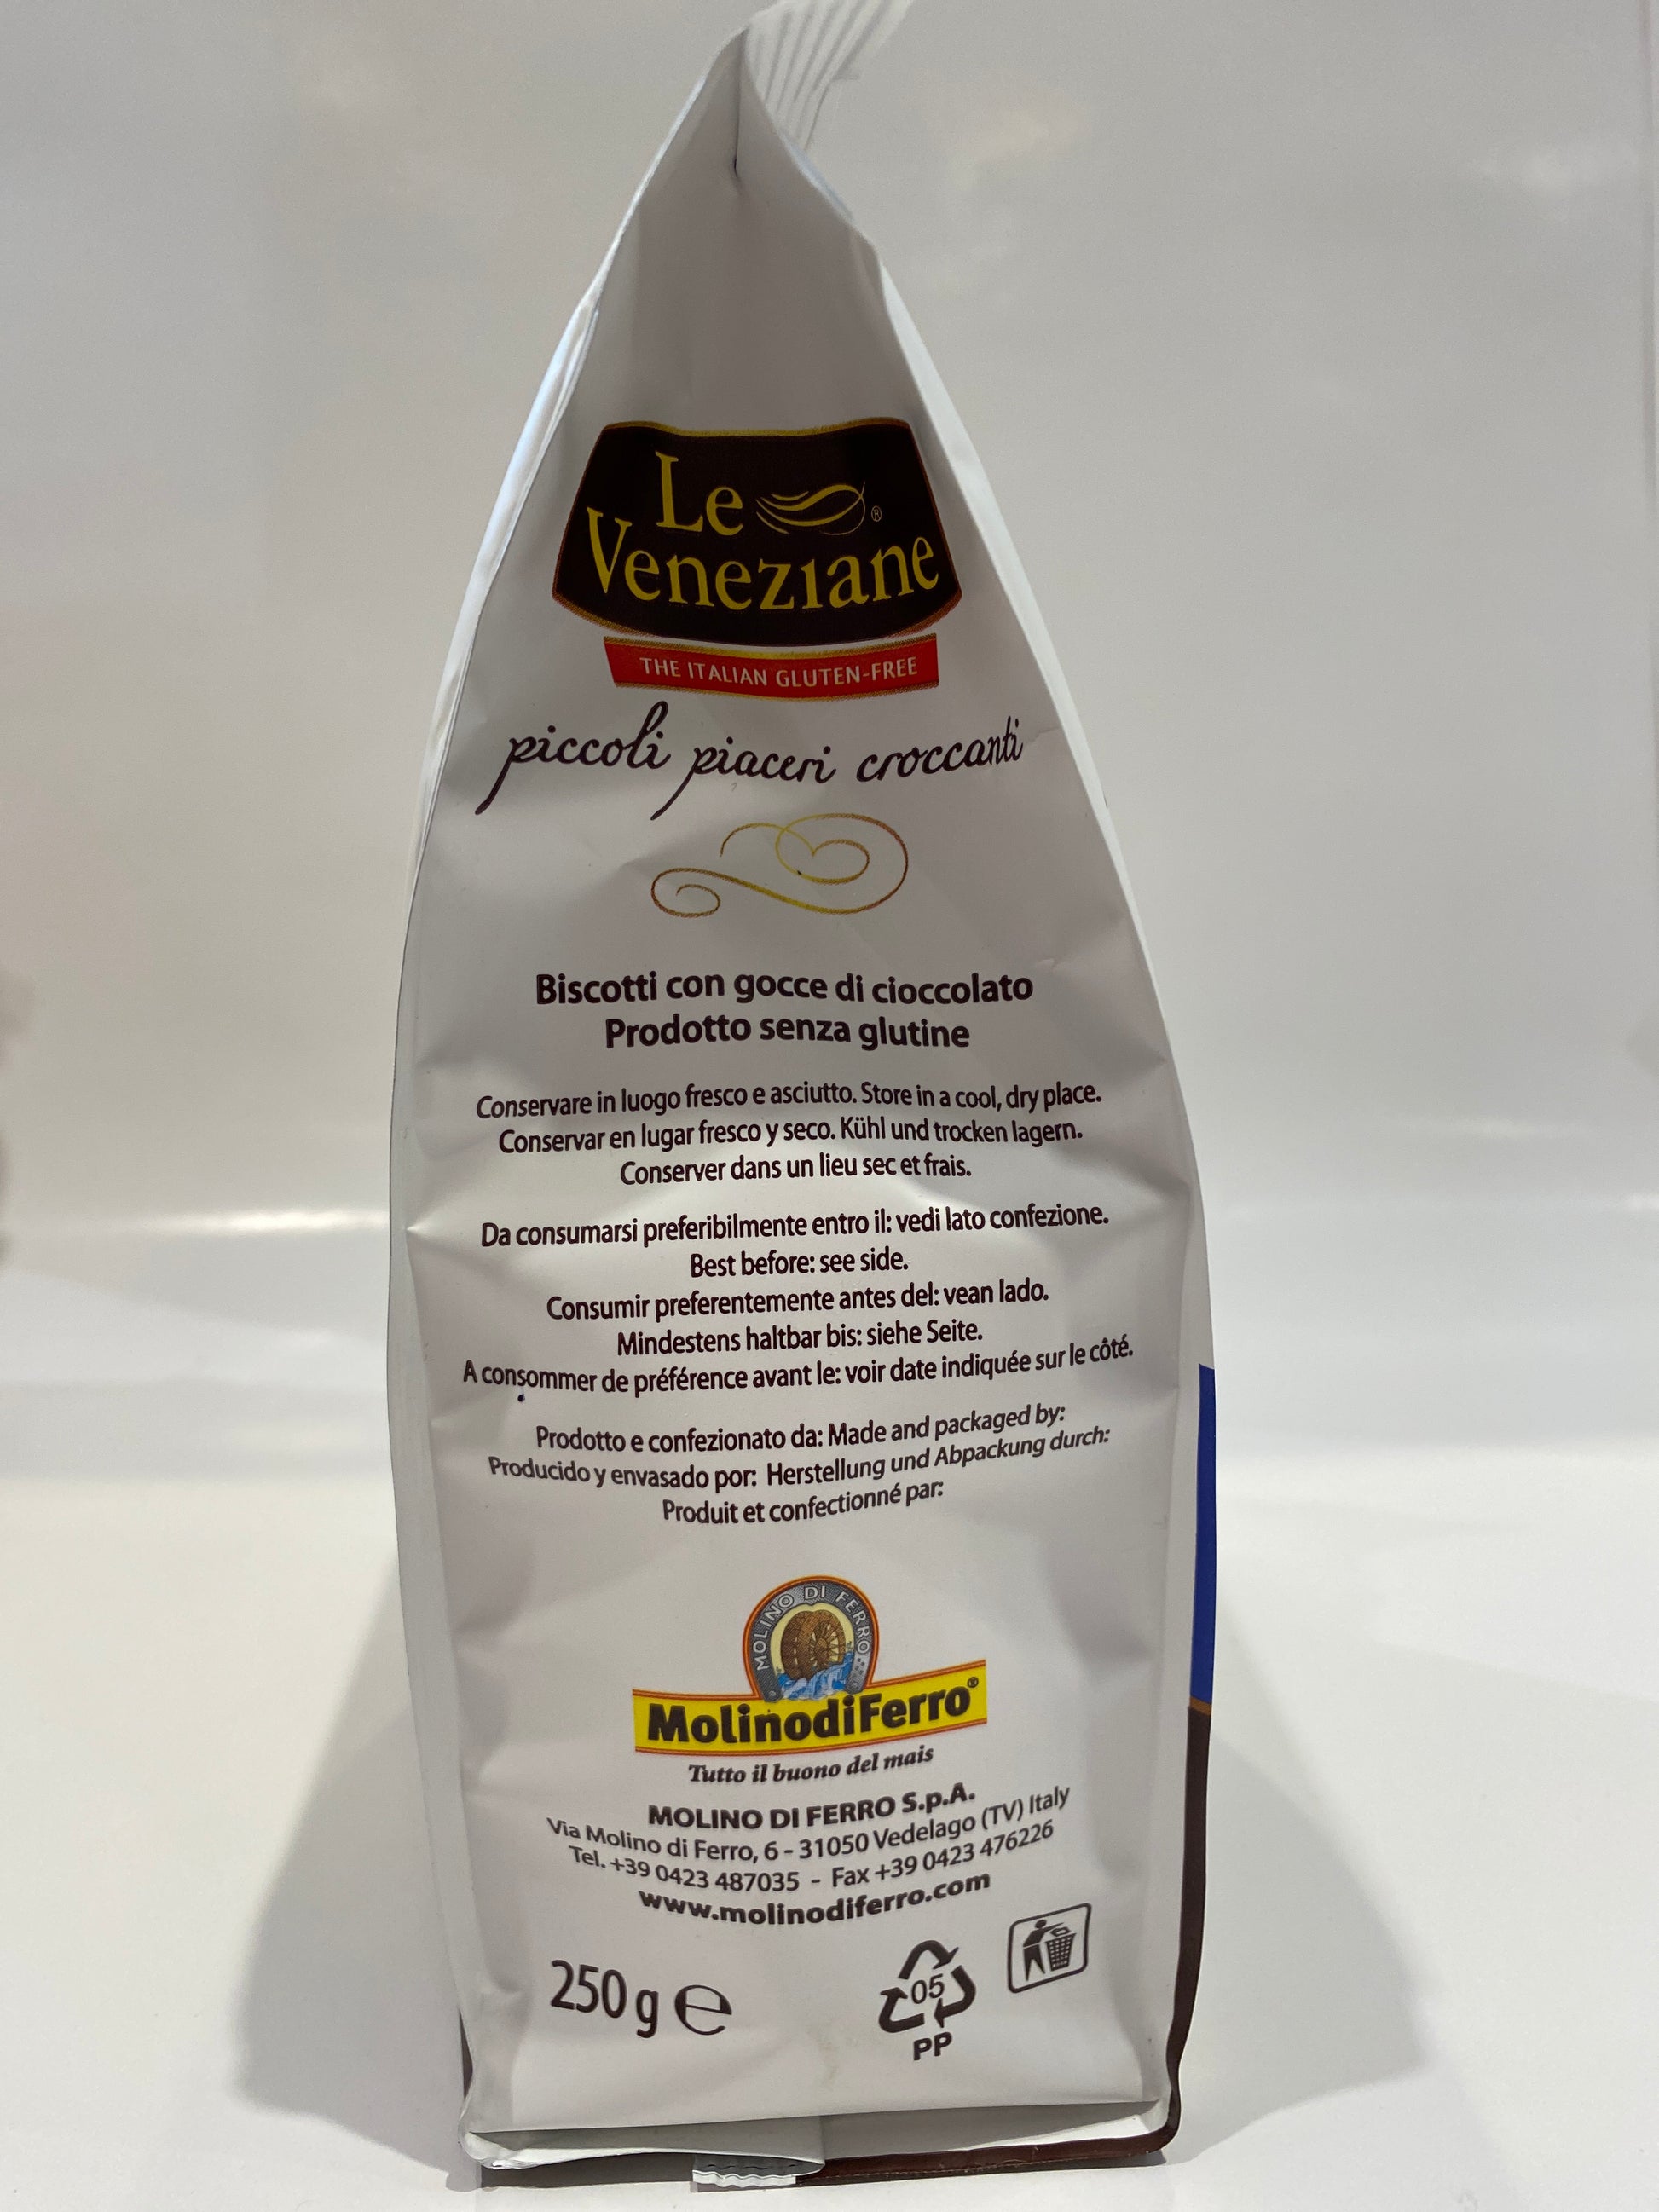 Le
Veneziane
®
THE ITALIAN GLUTEN-FREE
piccoli piaceri croccanti
Biscotti con gocce di cioccolato
Prodotto senza glutine
Conservare in luogo fresco e asciutto. Store in a cool, dry place.
Conservar en lugar fresco y seco. Kühl und trocken lagern.
Conserver dans un lieu sec et frais.
Da consumarsi preferibilmente entro il: vedi lato confezione.
Best before: see side.
Consumir preferentemente antes del: vean lado.
Mindestens haltbar bis: siehe Seite.
A consommer de préférence avant le: voir date indiquée sur le côté.
Prodotto e confezionato da: Made and packaged by:
Producido y envasado por: Herstellung und Abpackung durch:
Produit et confectionné par:
MOLINO DI FERRO
MolinodiFerro®
Tutto il buono del mais
MOLINO DI FERRO S.p.A.
Via Molino di Ferro, 6 - 31050 Vedelago (TV) Italy
Tel. +39 0423 487035 - Fax +39 0423 476226
www.molinodiferro.com
250 g e
05
PP